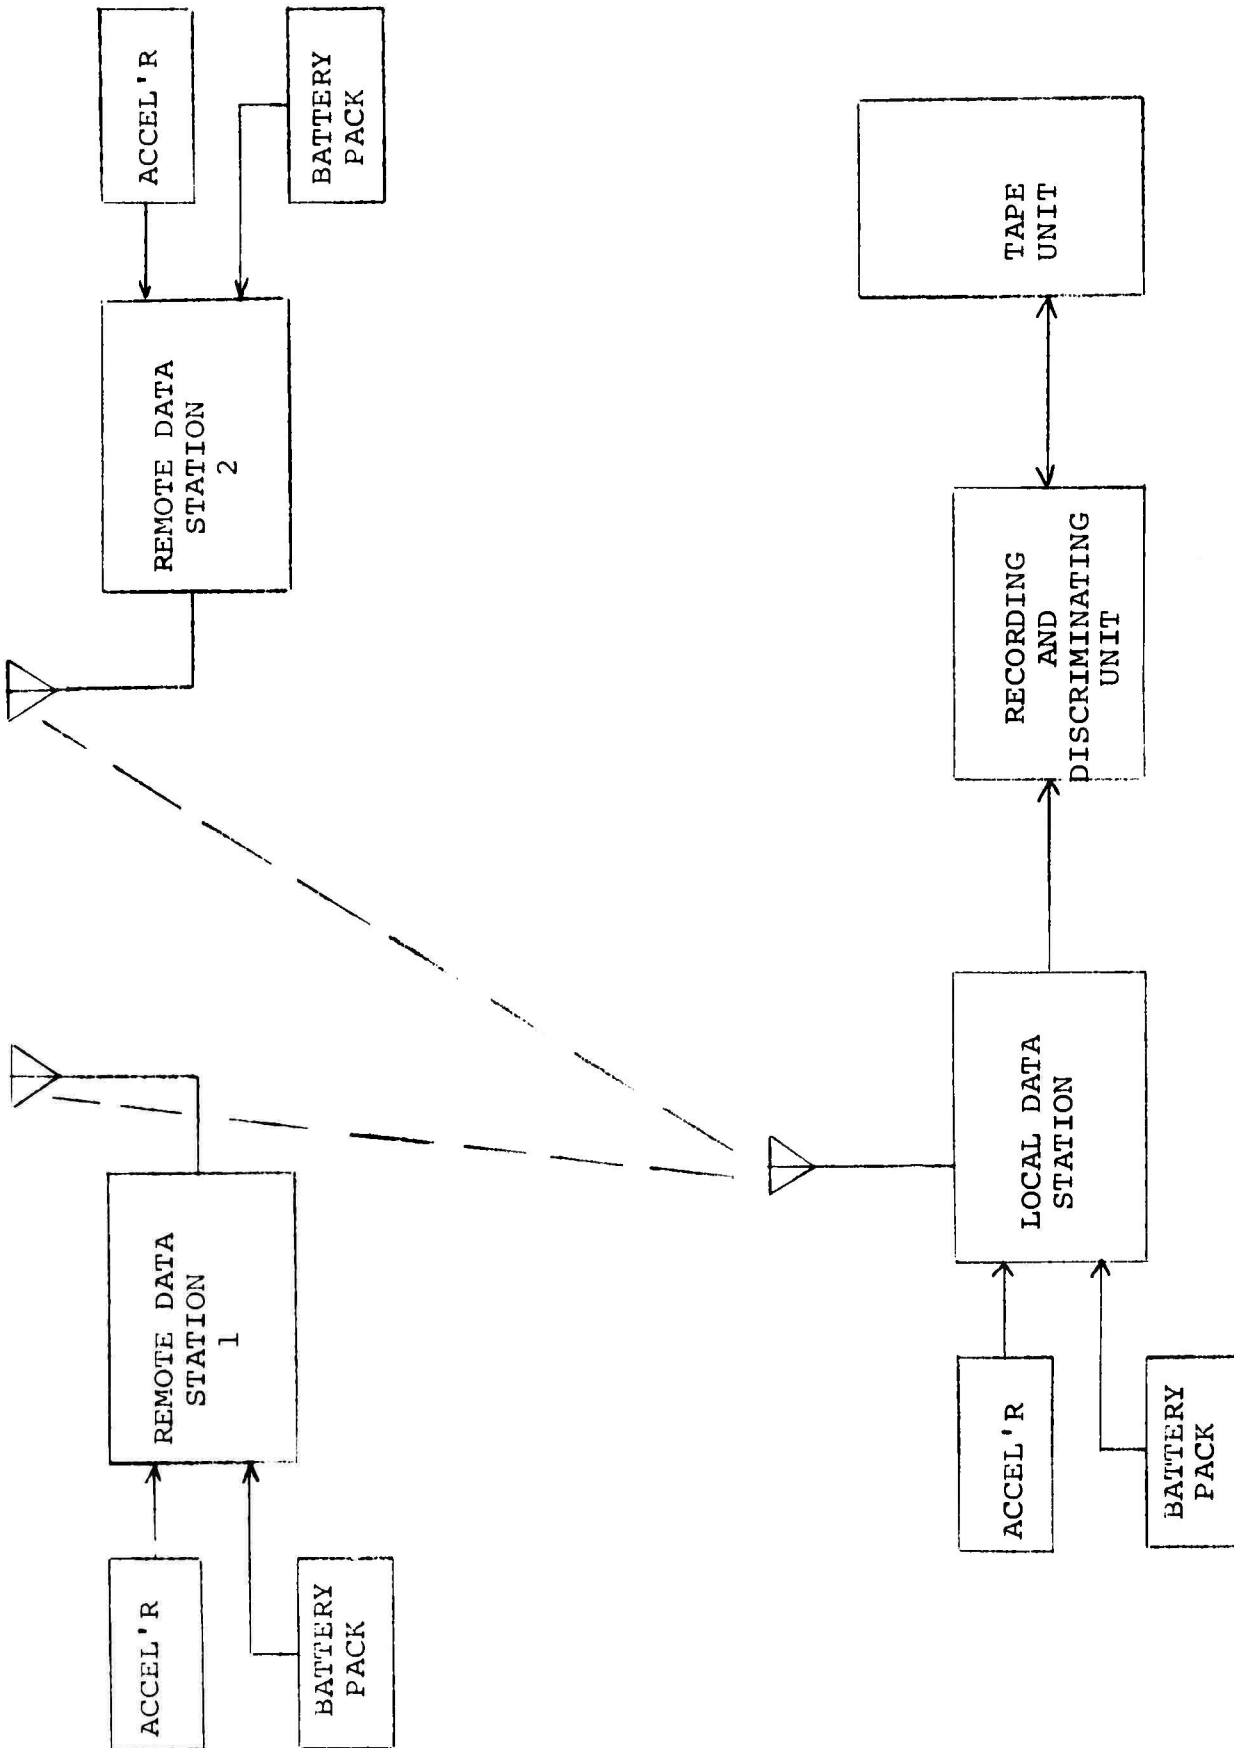 ACCEL'R
BATTERY
PACK
REMOTE DATA
STATION
1
REMOTE DATA
STATION
2
ACCEL'R
BATTERY
PACK
ACCEL'R
BATTERY
PACK
LOCAL DATA
STATION
RECORDING
AND
DISCRIMINATING
UNIT
TAPE
UNIT